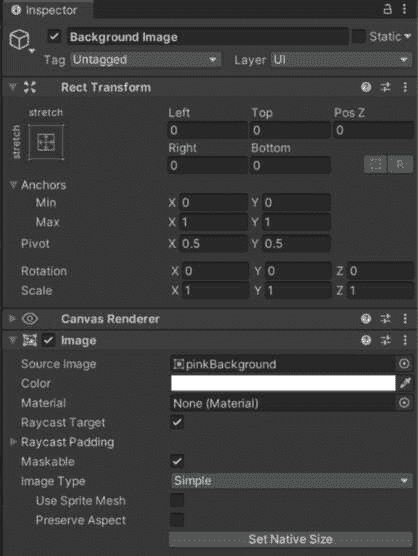 Inspector
Background Image Static
Tag Untagged Layer UI
Rect Transform
stretch Left Top Pos Z
stretch 0 0 0
Right Bottom
0 0 R
Anchors
Min X 0 Y 0
Max X 1 Y 1
Pivot X 0.5 Y 0.5
Rotation X 0 Y 0 Z 0
Scale X 1 Y 1 Z 1
Canvas Renderer
Image
Source Image pinkBackground
Color
Material None (Material)
Raycast Target
Raycast Padding
Maskable
Image Type Simple
Use Sprite Mesh
Preserve Aspect
Set Native Size